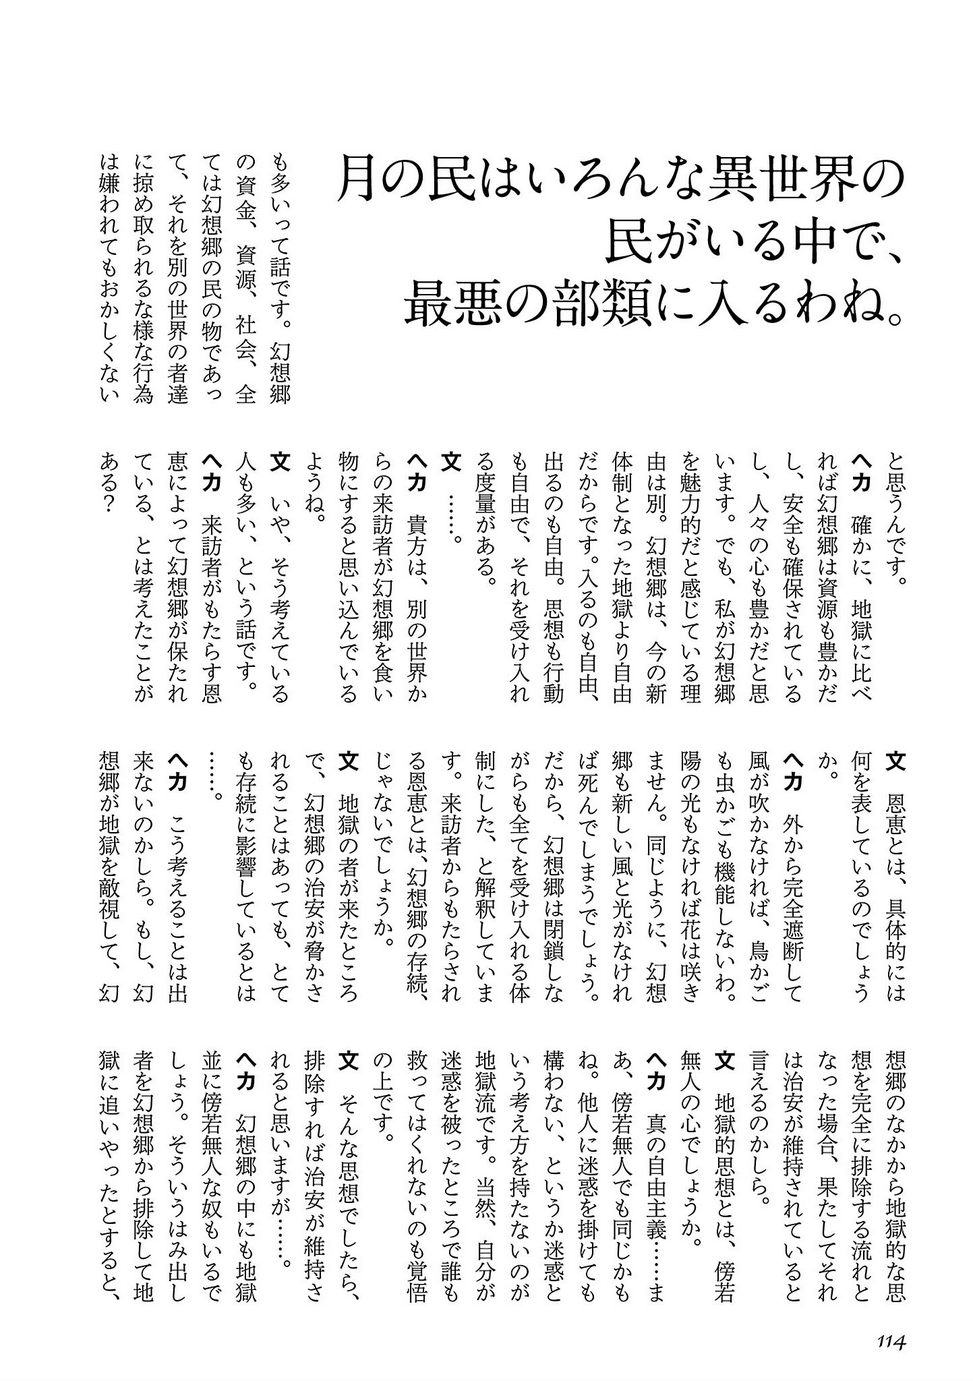 月の民はいろんな異世界の
民がいる中で、
最悪の部類に入るわね。
も多いって話です。幻想郷
の資金、資源、社会、全
ては幻想郷の民の物であっ
て、それを別の世界の者達
に掠め取られるな様な行為
は嫌われてもおかしくない
と思うんです。
ヘカ　確かに、地獄に比べ
れば幻想郷は資源も豊かだ
し、安全も確保されている
し、人々の心も豊かだと思
います。でも、私が幻想郷
を魅力的だと感じている理
由は別。幻想郷は、今の新
体制となった地獄より自由
だからです。入るのも自由、
出るのも自由。思想も行動
も自由で、それを受け入れ
る度量がある。
文　……。
ヘカ　貴方は、別の世界か
らの来訪者が幻想郷を食い
物にすると思い込んでいる
ようね。
文　いや、そう考えている
人も多い、という話です。
ヘカ　来訪者がもたらす恩
恵によって幻想郷が保たれ
ている、とは考えたことが
ある？
文　恩恵とは、具体的には
何を表しているのでしょう
か。
ヘカ　外から完全遮断して
風が吹かなければ、鳥かご
も虫かごも機能しないわ。
陽の光もなければ花は咲き
ません。同じように、幻想
郷も新しい風と光がなけれ
ば死んでしまうでしょう。
だから、幻想郷は閉鎖しな
がらも全てを受け入れる体
制にした、と解釈していま
す。来訪者からもたらされ
る恩恵とは、幻想郷の存続、
じゃないでしょうか。
文　地獄の者が来たところ
で、幻想郷の治安が脅かさ
れることはあっても、とて
も存続に影響しているとは
……。
ヘカ　こう考えることは出
来ないのかしら。もし、幻
想郷が地獄を敵視して、幻
想郷のなかから地獄的な思
想を完全に排除する流れと
なった場合、果たしてそれ
は治安が維持されていると
言えるのかしら。
文　地獄的思想とは、傍若
無人の心でしょうか。
ヘカ　真の自由主義……ま
あ、傍若無人でも同じかも
ね。他人に迷惑を掛けても
構わない、というか迷惑と
いう考え方を持たないのが
地獄流です。当然、自分が
迷惑を被ったところで誰も
救ってはくれないのも覚悟
の上です。
文　そんな思想でしたら、
排除すれば治安が維持さ
れると思いますが……。
ヘカ　幻想郷の中にも地獄
並に傍若無人な奴もいるで
しょう。そういうはみ出し
者を幻想郷から排除して地
獄に追いやったとすると、
114